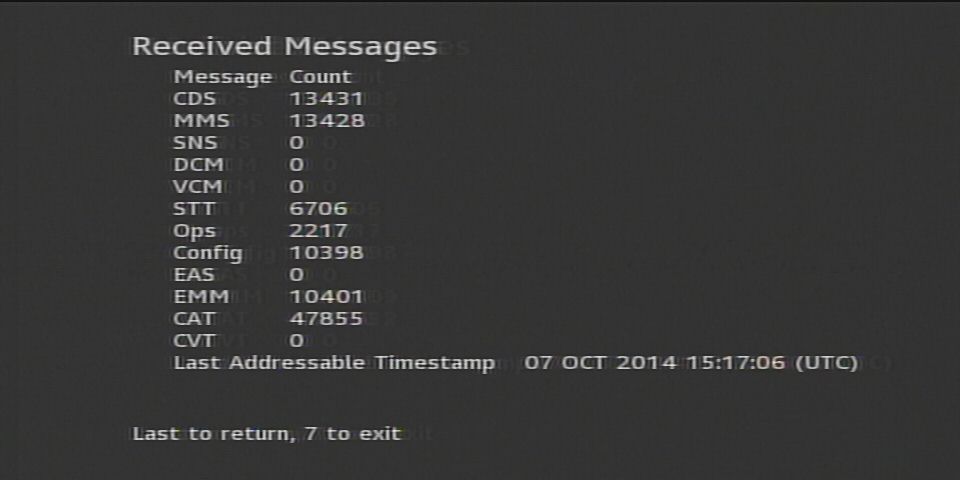 Received Messages
Message Count
CDS 13431
MMS 13428
SNS 0
DCM 0
VCM 0
STT 6706
Ops 2217
Config 10398
EAS 0
EMM 10401
CAT 47855
CVT 0
Last Addressable Timestamp 07 OCT 2014 15:17:06 (UTC)
Last to return, 7 to exit